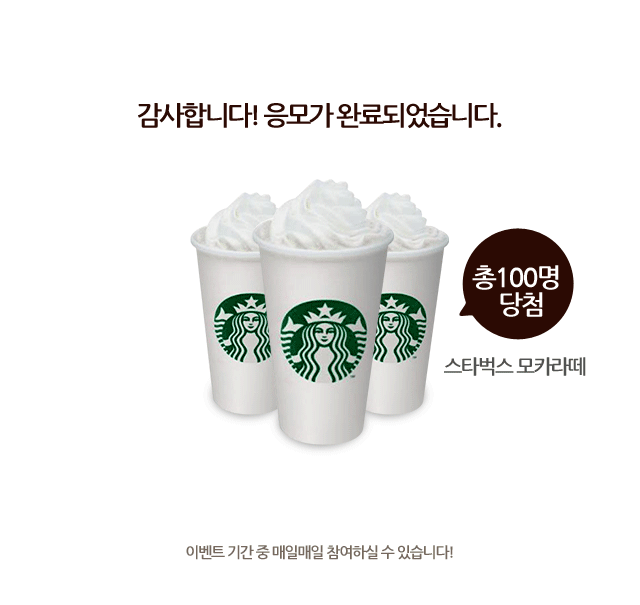 감사합니다! 응모가 완료되었습니다.
총100명
당첨
스타벅스 모카라떼
이벤트 기간 중 매일매일 참여하실 수 있습니다!